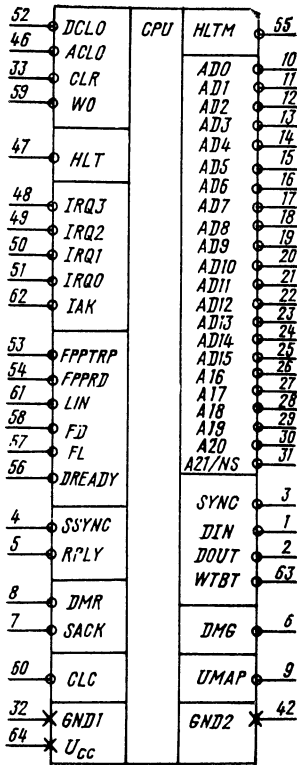 52 DCLO CPU HLTM 55
46 ACLO
33 CLR AD0 10
59 WO AD1 11
AD2 12
AD3 13
47 HLT AD4 14
AD5 15
AD6 16
48 IRQ3 AD7 17
49 IRQ2 AD8 18
50 IRQ1 AD9 19
51 IRQ0 AD10 20
62 IAK AD11 21
AD12 22
AD13 23
53 FPPTRP AD14 24
54 FPPRD AD15 25
61 LIN A16 26
58 FD A17 27
57 FL A18 28
56 DREADY A19 29
A20 30
A21/NS 31
4 SSYNC SYNC 3
5 RPLY DIN 1
DOUT 2
WTBT 63
8 DMR
7 SACK DMG 6
60 CLC UMAP 9
32 GND1 GND2 42
64 Ucc